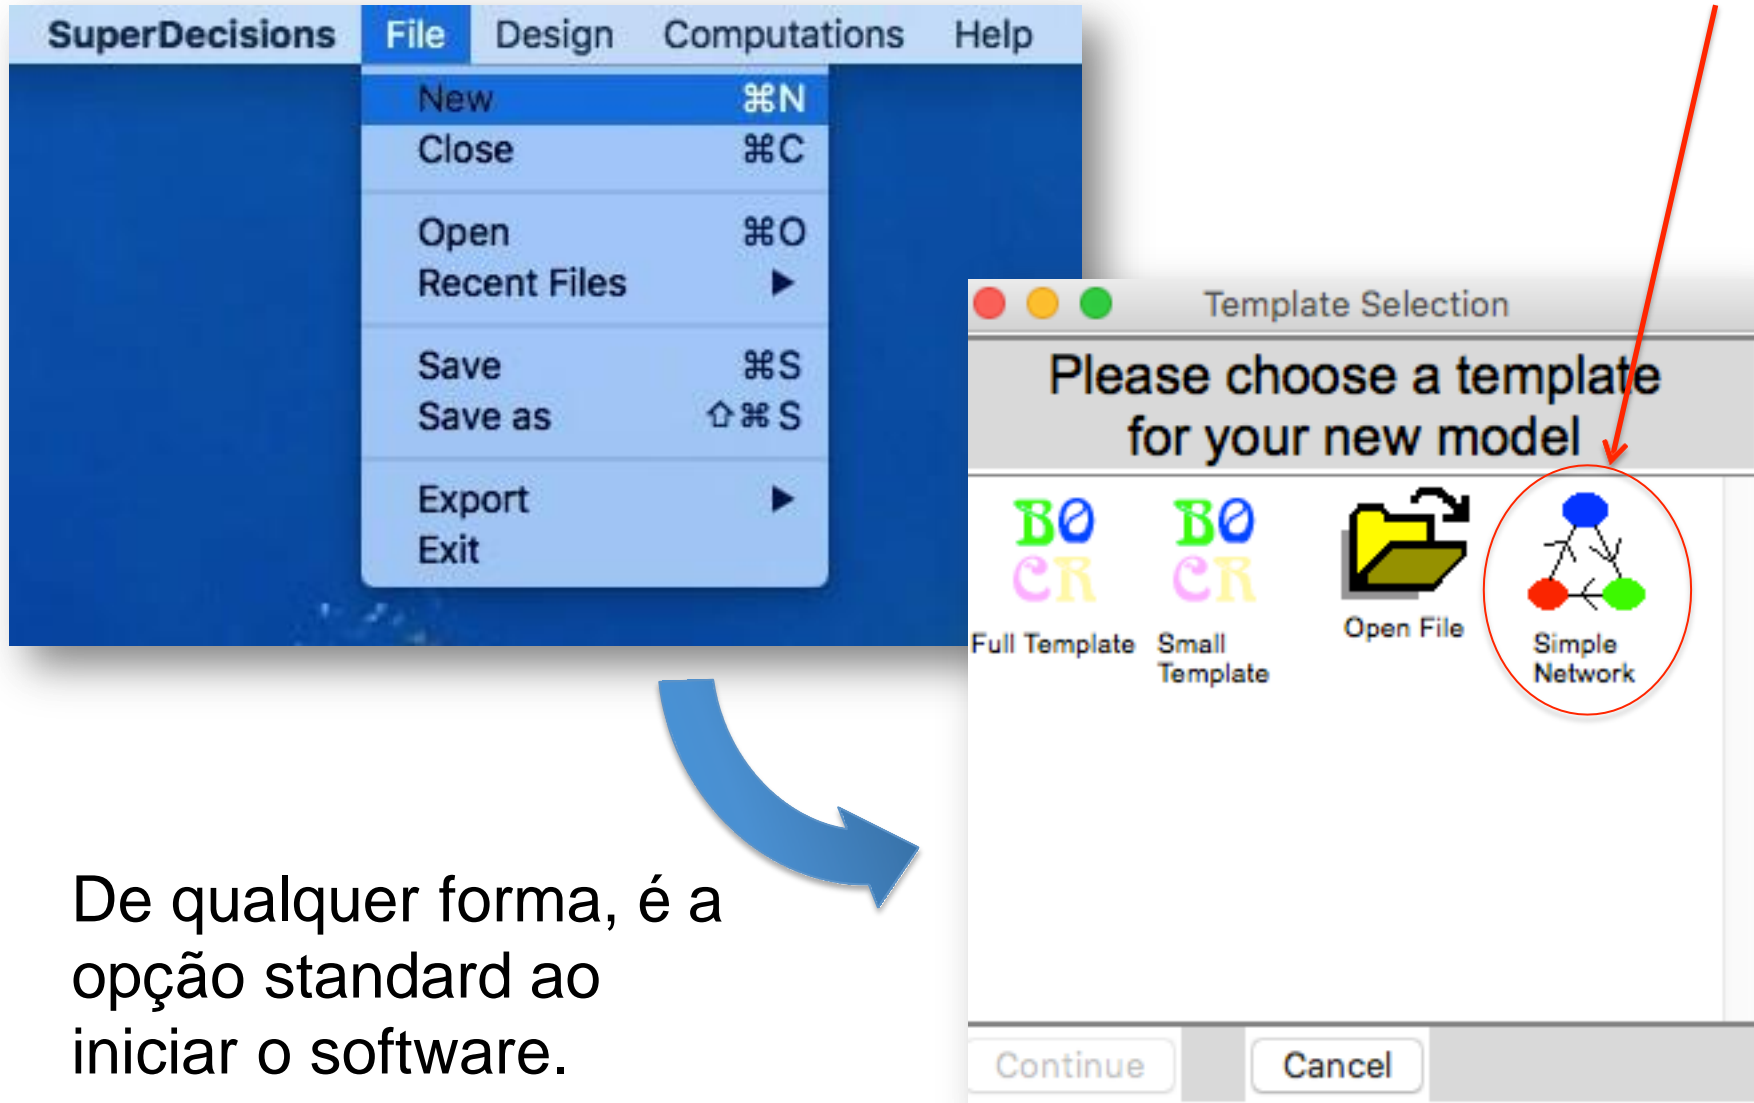 SuperDecisions File Design Computations Help
New ⌘N
Close ⌘C
Open ⌘O
Recent Files ▶
Save ⌘S
Save as ⇧⌘S
Export ▶
Exit
Template Selection
Please choose a template
for your new model
BO
CR
Full Template
BO
CR
Small
Template
Open File
Simple
Network
Continue Cancel
De qualquer forma, é a
opção standard ao
iniciar o software.